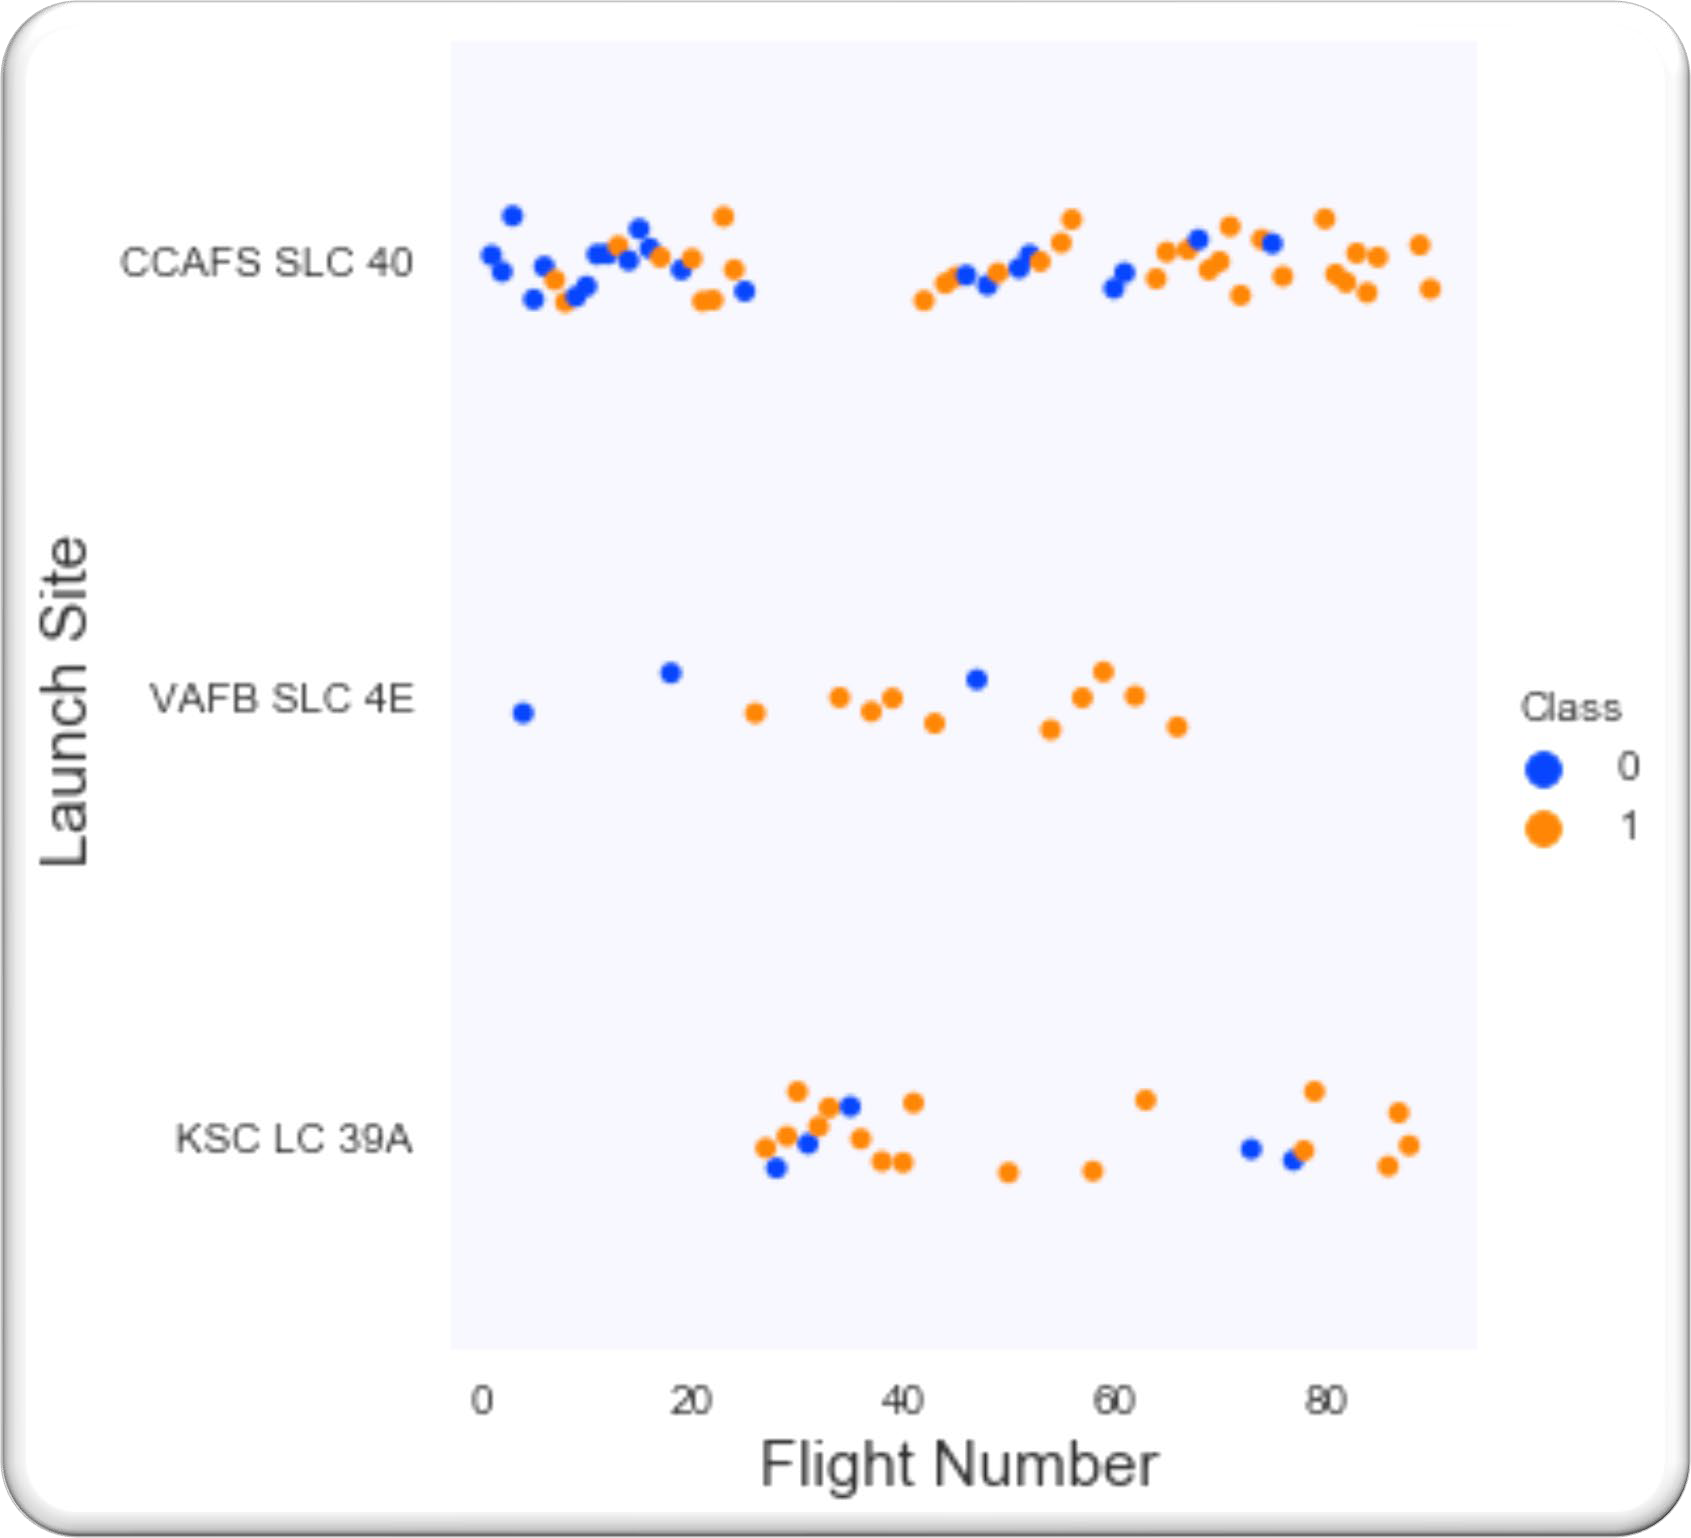 CCAFS SLC 40
VAFB SLC 4E
KSC LC 39A
Launch Site
0 20 40 60 80
Flight Number
Class
0
1